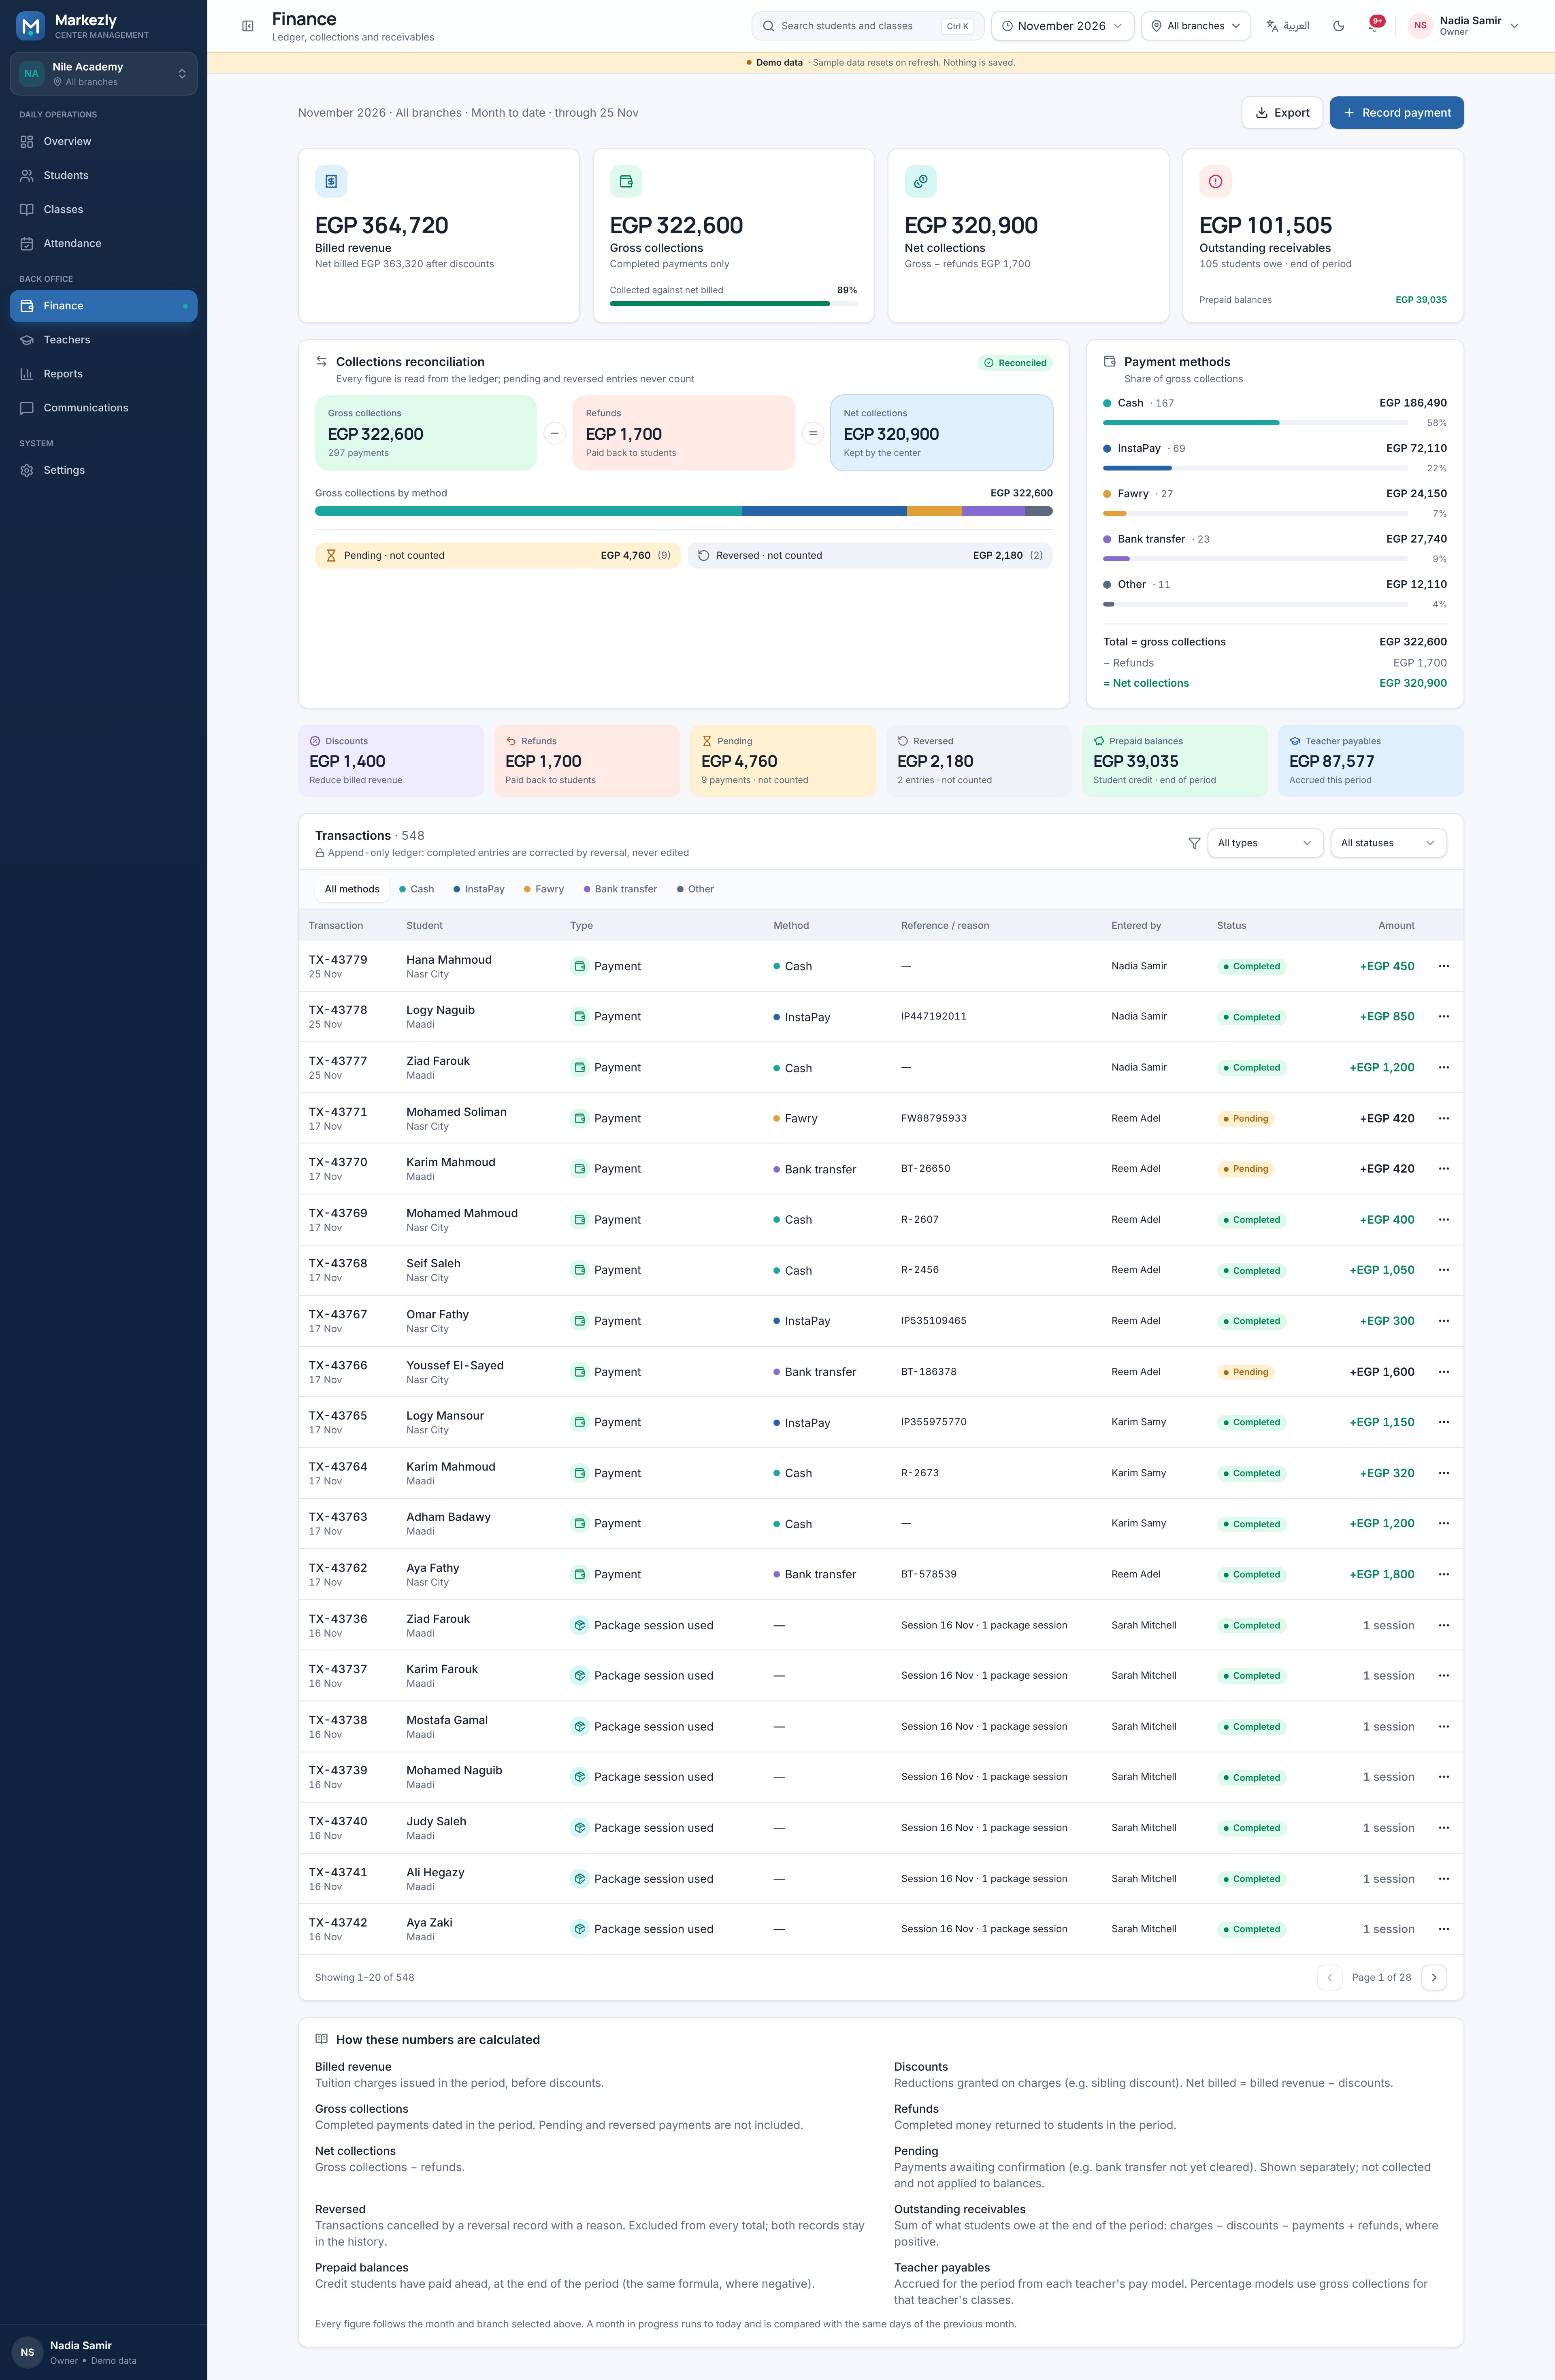 Markezly
CENTER MANAGEMENT
NA
Nile Academy
All branches
DAILY OPERATIONS
Overview
Students
Classes
Attendance
BACK OFFICE
Finance
Teachers
Reports
Communications
SYSTEM
Settings
NS
Nadia Samir
Owner • Demo data
Finance
Ledger, collections and receivables
Search students and classes Ctrl K
November 2026
All branches
العربية
9+
NS
Nadia Samir
Owner
Demo data · Sample data resets on refresh. Nothing is saved.
November 2026 · All branches · Month to date · through 25 Nov
Export
Record payment
EGP 364,720
Billed revenue
Net billed EGP 363,320 after discounts
EGP 322,600
Gross collections
Completed payments only
Collected against net billed 89%
EGP 320,900
Net collections
Gross − refunds EGP 1,700
EGP 101,505
Outstanding receivables
105 students owe · end of period
Prepaid balances EGP 39,035
Collections reconciliation
Every figure is read from the ledger; pending and reversed entries never count
Reconciled
Gross collections
EGP 322,600
297 payments
−
Refunds
EGP 1,700
Paid back to students
=
Net collections
EGP 320,900
Kept by the center
Gross collections by method EGP 322,600
Pending · not counted EGP 4,760 (9)
Reversed · not counted EGP 2,180 (2)
Payment methods
Share of gross collections
Cash · 167 EGP 186,490
58%
InstaPay · 69 EGP 72,110
22%
Fawry · 27 EGP 24,150
7%
Bank transfer · 23 EGP 27,740
9%
Other · 11 EGP 12,110
4%
Total = gross collections EGP 322,600
− Refunds EGP 1,700
= Net collections EGP 320,900
Discounts
EGP 1,400
Reduce billed revenue
Refunds
EGP 1,700
Paid back to students
Pending
EGP 4,760
9 payments · not counted
Reversed
EGP 2,180
2 entries · not counted
Prepaid balances
EGP 39,035
Student credit · end of period
Teacher payables
EGP 87,577
Accrued this period
Transactions · 548
Append-only ledger: completed entries are corrected by reversal, never edited
All types
All statuses
All methods Cash InstaPay Fawry Bank transfer Other
Transaction Student Type Method Reference / reason Entered by Status Amount
TX-43779 Hana Mahmoud Payment Cash — Nadia Samir Completed +EGP 450
25 Nov Nasr City
TX-43778 Logy Naguib Payment InstaPay IP447192011 Nadia Samir Completed +EGP 850
25 Nov Maadi
TX-43777 Ziad Farouk Payment Cash — Nadia Samir Completed +EGP 1,200
25 Nov Maadi
TX-43771 Mohamed Soliman Payment Fawry FW88795933 Reem Adel Pending +EGP 420
17 Nov Nasr City
TX-43770 Karim Mahmoud Payment Bank transfer BT-26650 Reem Adel Pending +EGP 420
17 Nov Maadi
TX-43769 Mohamed Mahmoud Payment Cash R-2607 Reem Adel Completed +EGP 400
17 Nov Nasr City
TX-43768 Seif Saleh Payment Cash R-2456 Reem Adel Completed +EGP 1,050
17 Nov Nasr City
TX-43767 Omar Fathy Payment InstaPay IP535109465 Reem Adel Completed +EGP 300
17 Nov Nasr City
TX-43766 Youssef El-Sayed Payment Bank transfer BT-186378 Reem Adel Pending +EGP 1,600
17 Nov Nasr City
TX-43765 Logy Mansour Payment InstaPay IP355975770 Karim Samy Completed +EGP 1,150
17 Nov Nasr City
TX-43764 Karim Mahmoud Payment Cash R-2673 Karim Samy Completed +EGP 320
17 Nov Maadi
TX-43763 Adham Badawy Payment Cash — Karim Samy Completed +EGP 1,200
17 Nov Maadi
TX-43762 Aya Fathy Payment Bank transfer BT-578539 Reem Adel Completed +EGP 1,800
17 Nov Nasr City
TX-43736 Ziad Farouk Package session used — Session 16 Nov · 1 package session Sarah Mitchell Completed 1 session
16 Nov Maadi
TX-43737 Karim Farouk Package session used — Session 16 Nov · 1 package session Sarah Mitchell Completed 1 session
16 Nov Maadi
TX-43738 Mostafa Gamal Package session used — Session 16 Nov · 1 package session Sarah Mitchell Completed 1 session
16 Nov Maadi
TX-43739 Mohamed Naguib Package session used — Session 16 Nov · 1 package session Sarah Mitchell Completed 1 session
16 Nov Maadi
TX-43740 Judy Saleh Package session used — Session 16 Nov · 1 package session Sarah Mitchell Completed 1 session
16 Nov Maadi
TX-43741 Ali Hegazy Package session used — Session 16 Nov · 1 package session Sarah Mitchell Completed 1 session
16 Nov Maadi
TX-43742 Aya Zaki Package session used — Session 16 Nov · 1 package session Sarah Mitchell Completed 1 session
16 Nov Maadi
Showing 1–20 of 548
Page 1 of 28
How these numbers are calculated
Billed revenue
Tuition charges issued in the period, before discounts.
Discounts
Reductions granted on charges (e.g. sibling discount). Net billed = billed revenue − discounts.
Gross collections
Completed payments dated in the period. Pending and reversed payments are not included.
Refunds
Completed money returned to students in the period.
Net collections
Gross collections − refunds.
Pending
Payments awaiting confirmation (e.g. bank transfer not yet cleared). Shown separately; not collected
and not applied to balances.
Reversed
Transactions cancelled by a reversal record with a reason. Excluded from every total; both records stay
in the history.
Outstanding receivables
Sum of what students owe at the end of the period: charges − discounts − payments + refunds, where
positive.
Prepaid balances
Credit students have paid ahead, at the end of the period (the same formula, where negative).
Teacher payables
Accrued for the period from each teacher's pay model. Percentage models use gross collections for
that teacher's classes.
Every figure follows the month and branch selected above. A month in progress runs to today and is compared with the same days of the previous month.